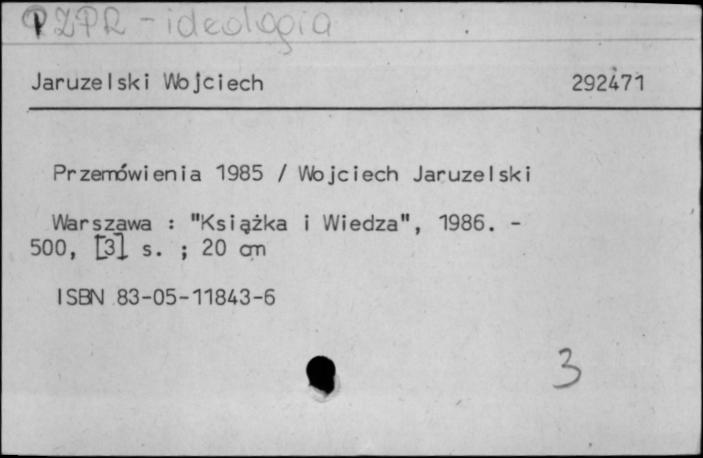 PZPR - ideologia
Jaruzelski Wojciech 292471
Przemówienia 1985 / Wojciech Jaruzelski
Warszawa : "Książka i Wiedza", 1986. -
500, [3] s. ; 20 cm
ISBN 83-05-11843-6
3